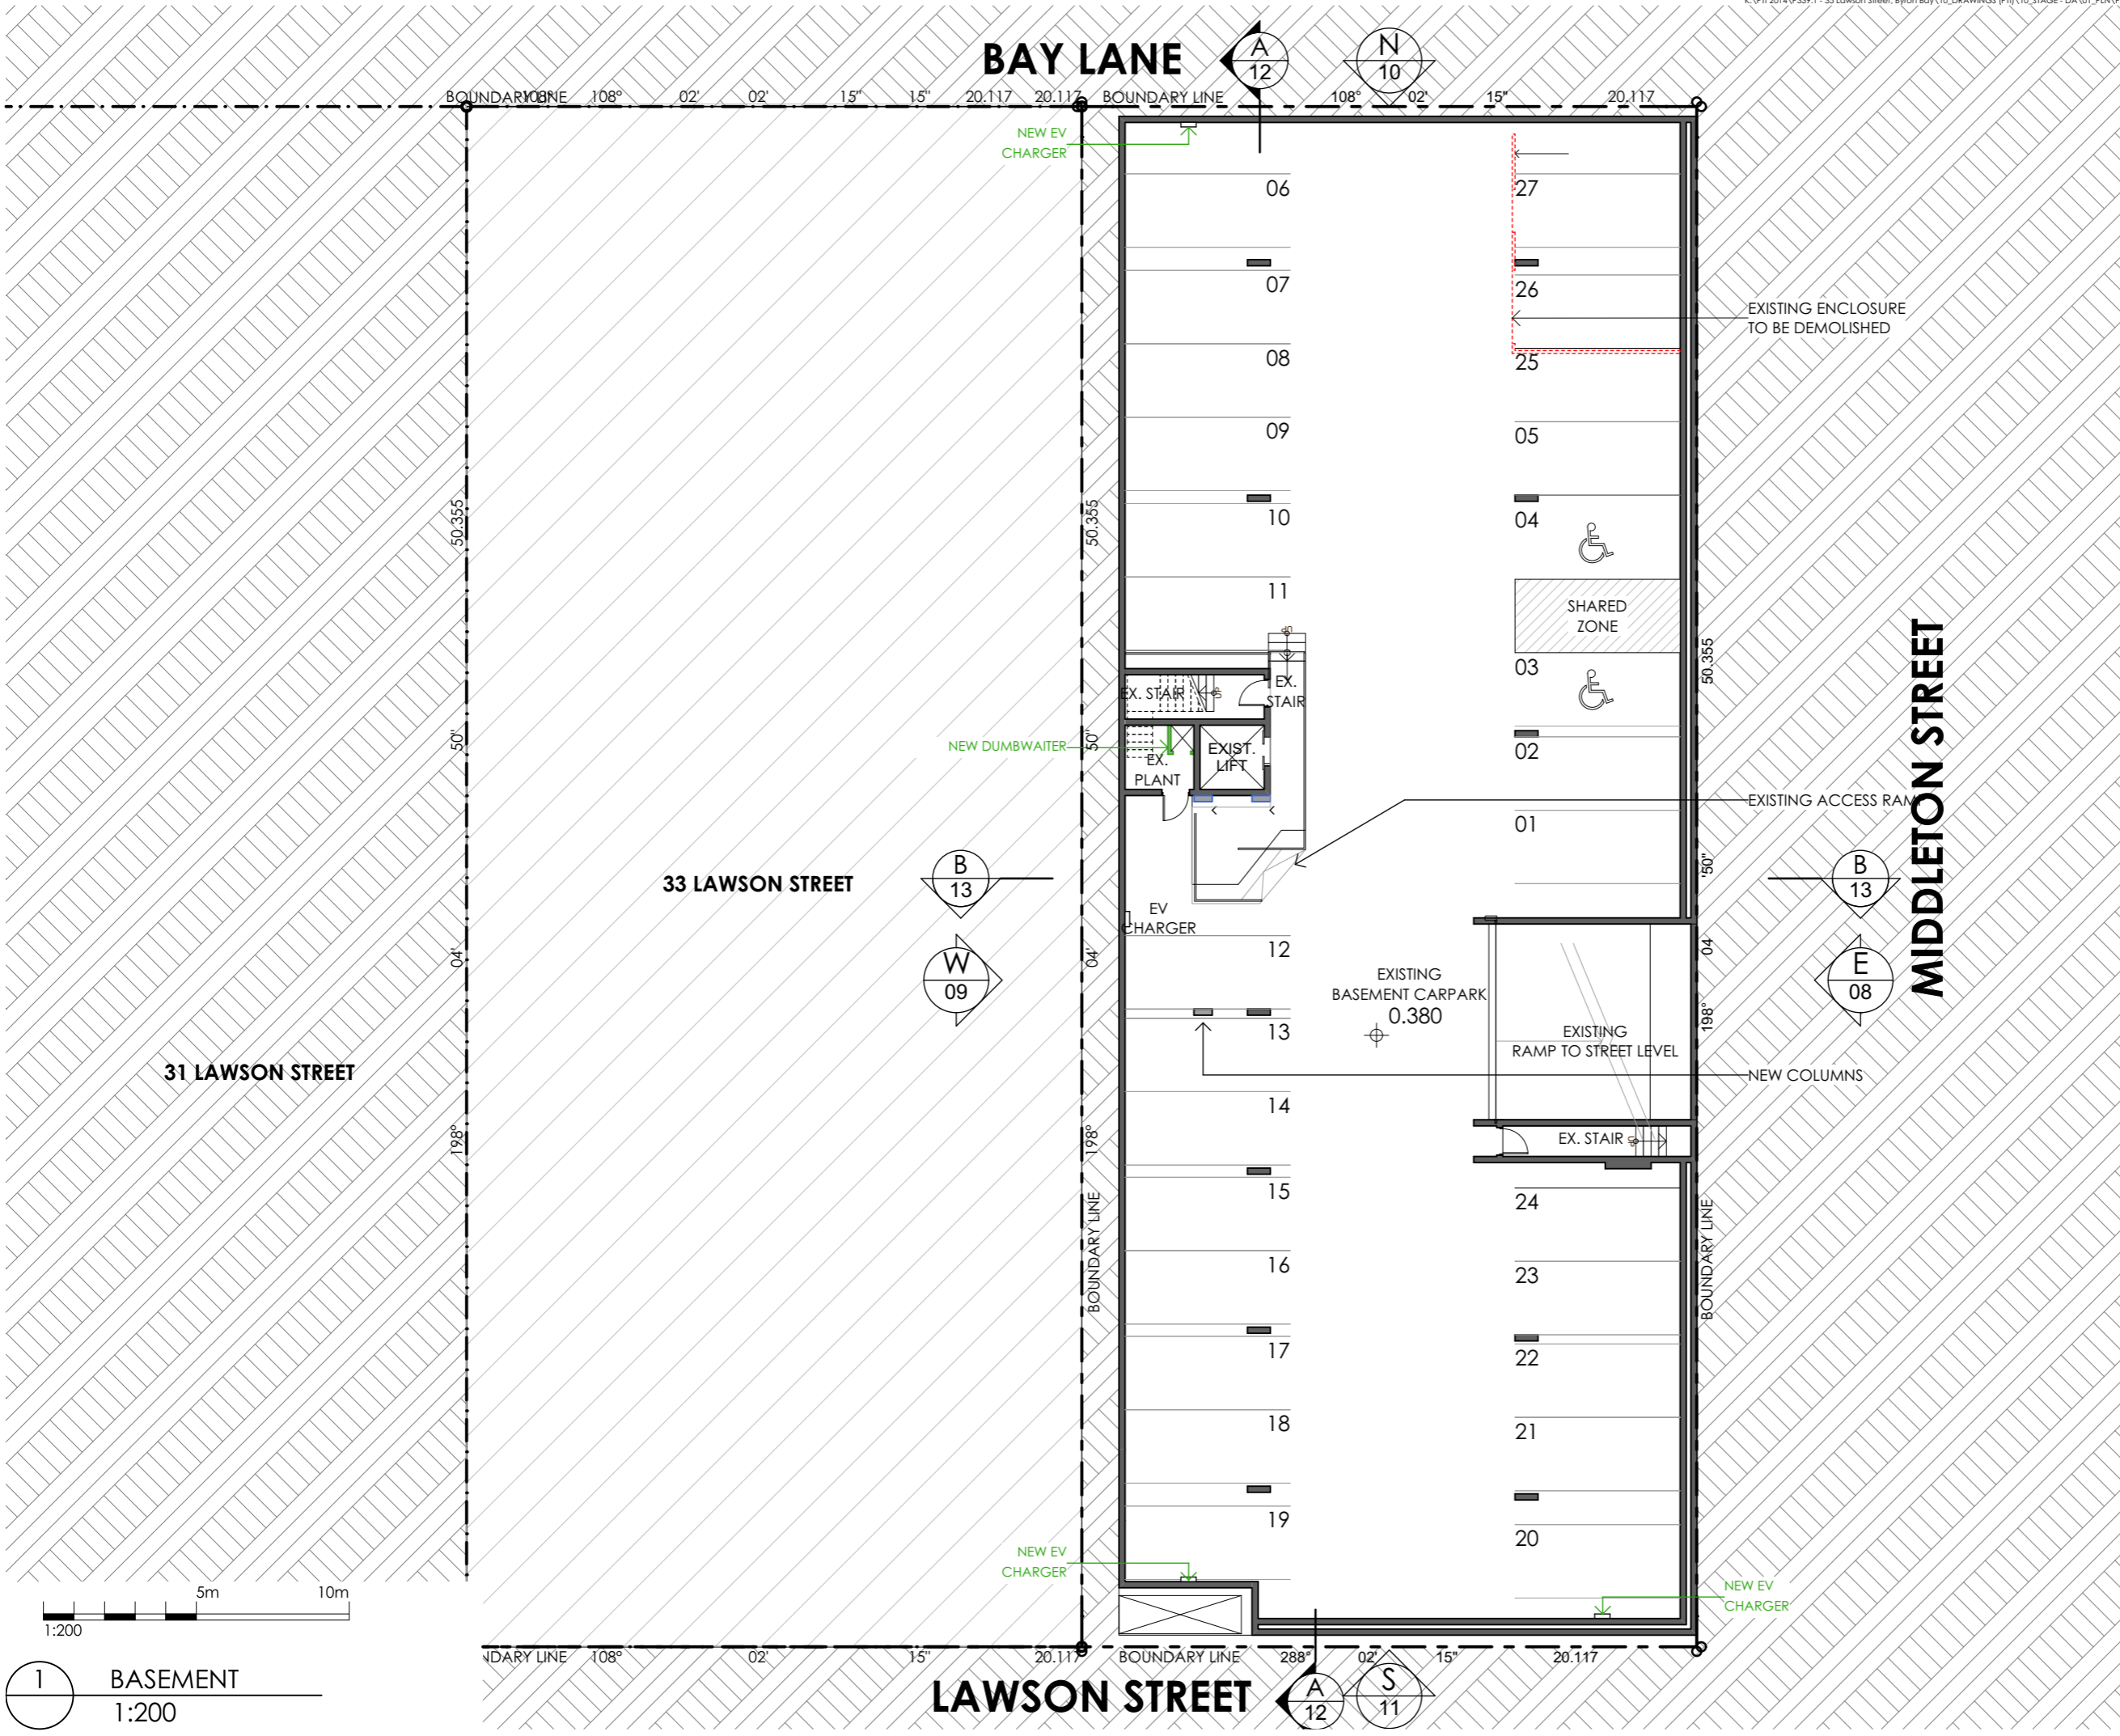 BAY LANE
A
12
N
10
BOUNDARY LINE
108°
108°
02'
02'
15"
15"
20.117
20.117
BOUNDARY LINE
108°
02'
15"
20.117
NEW EV
CHARGER
06
27
07
26
EXISTING ENCLOSURE
TO BE DEMOLISHED
08
25
09
05
50.355
50.355
10
04
11
SHARED
ZONE
03
50.355
EX. STAIR
UP
EX.
STAIR
UP
NEW DUMBWAITER
50"
50"
EX.
PLANT
EXIST.
LIFT
02
EXISTING ACCESS RAMP
01
MIDDLETON STREET
33 LAWSON STREET
B
13
'50"
B
13
EV
CHARGER
12
W
09
04'
04'
04
E
08
EXISTING
BASEMENT CARPARK
0.380
13
198°
EXISTING
RAMP TO STREET LEVEL
31 LAWSON STREET
NEW COLUMNS
14
198°
198°
EX. STAIR
UP
15
24
BOUNDARY LINE
BOUNDARY LINE
16
23
17
22
18
21
19
20
NEW EV
CHARGER
NEW EV
CHARGER
5m
10m
1:200
NDARY LINE
108°
02'
15"
20.117
BOUNDARY LINE
288°
02'
15"
20.117
1
BASEMENT
1:200
LAWSON STREET
A
12
S
11